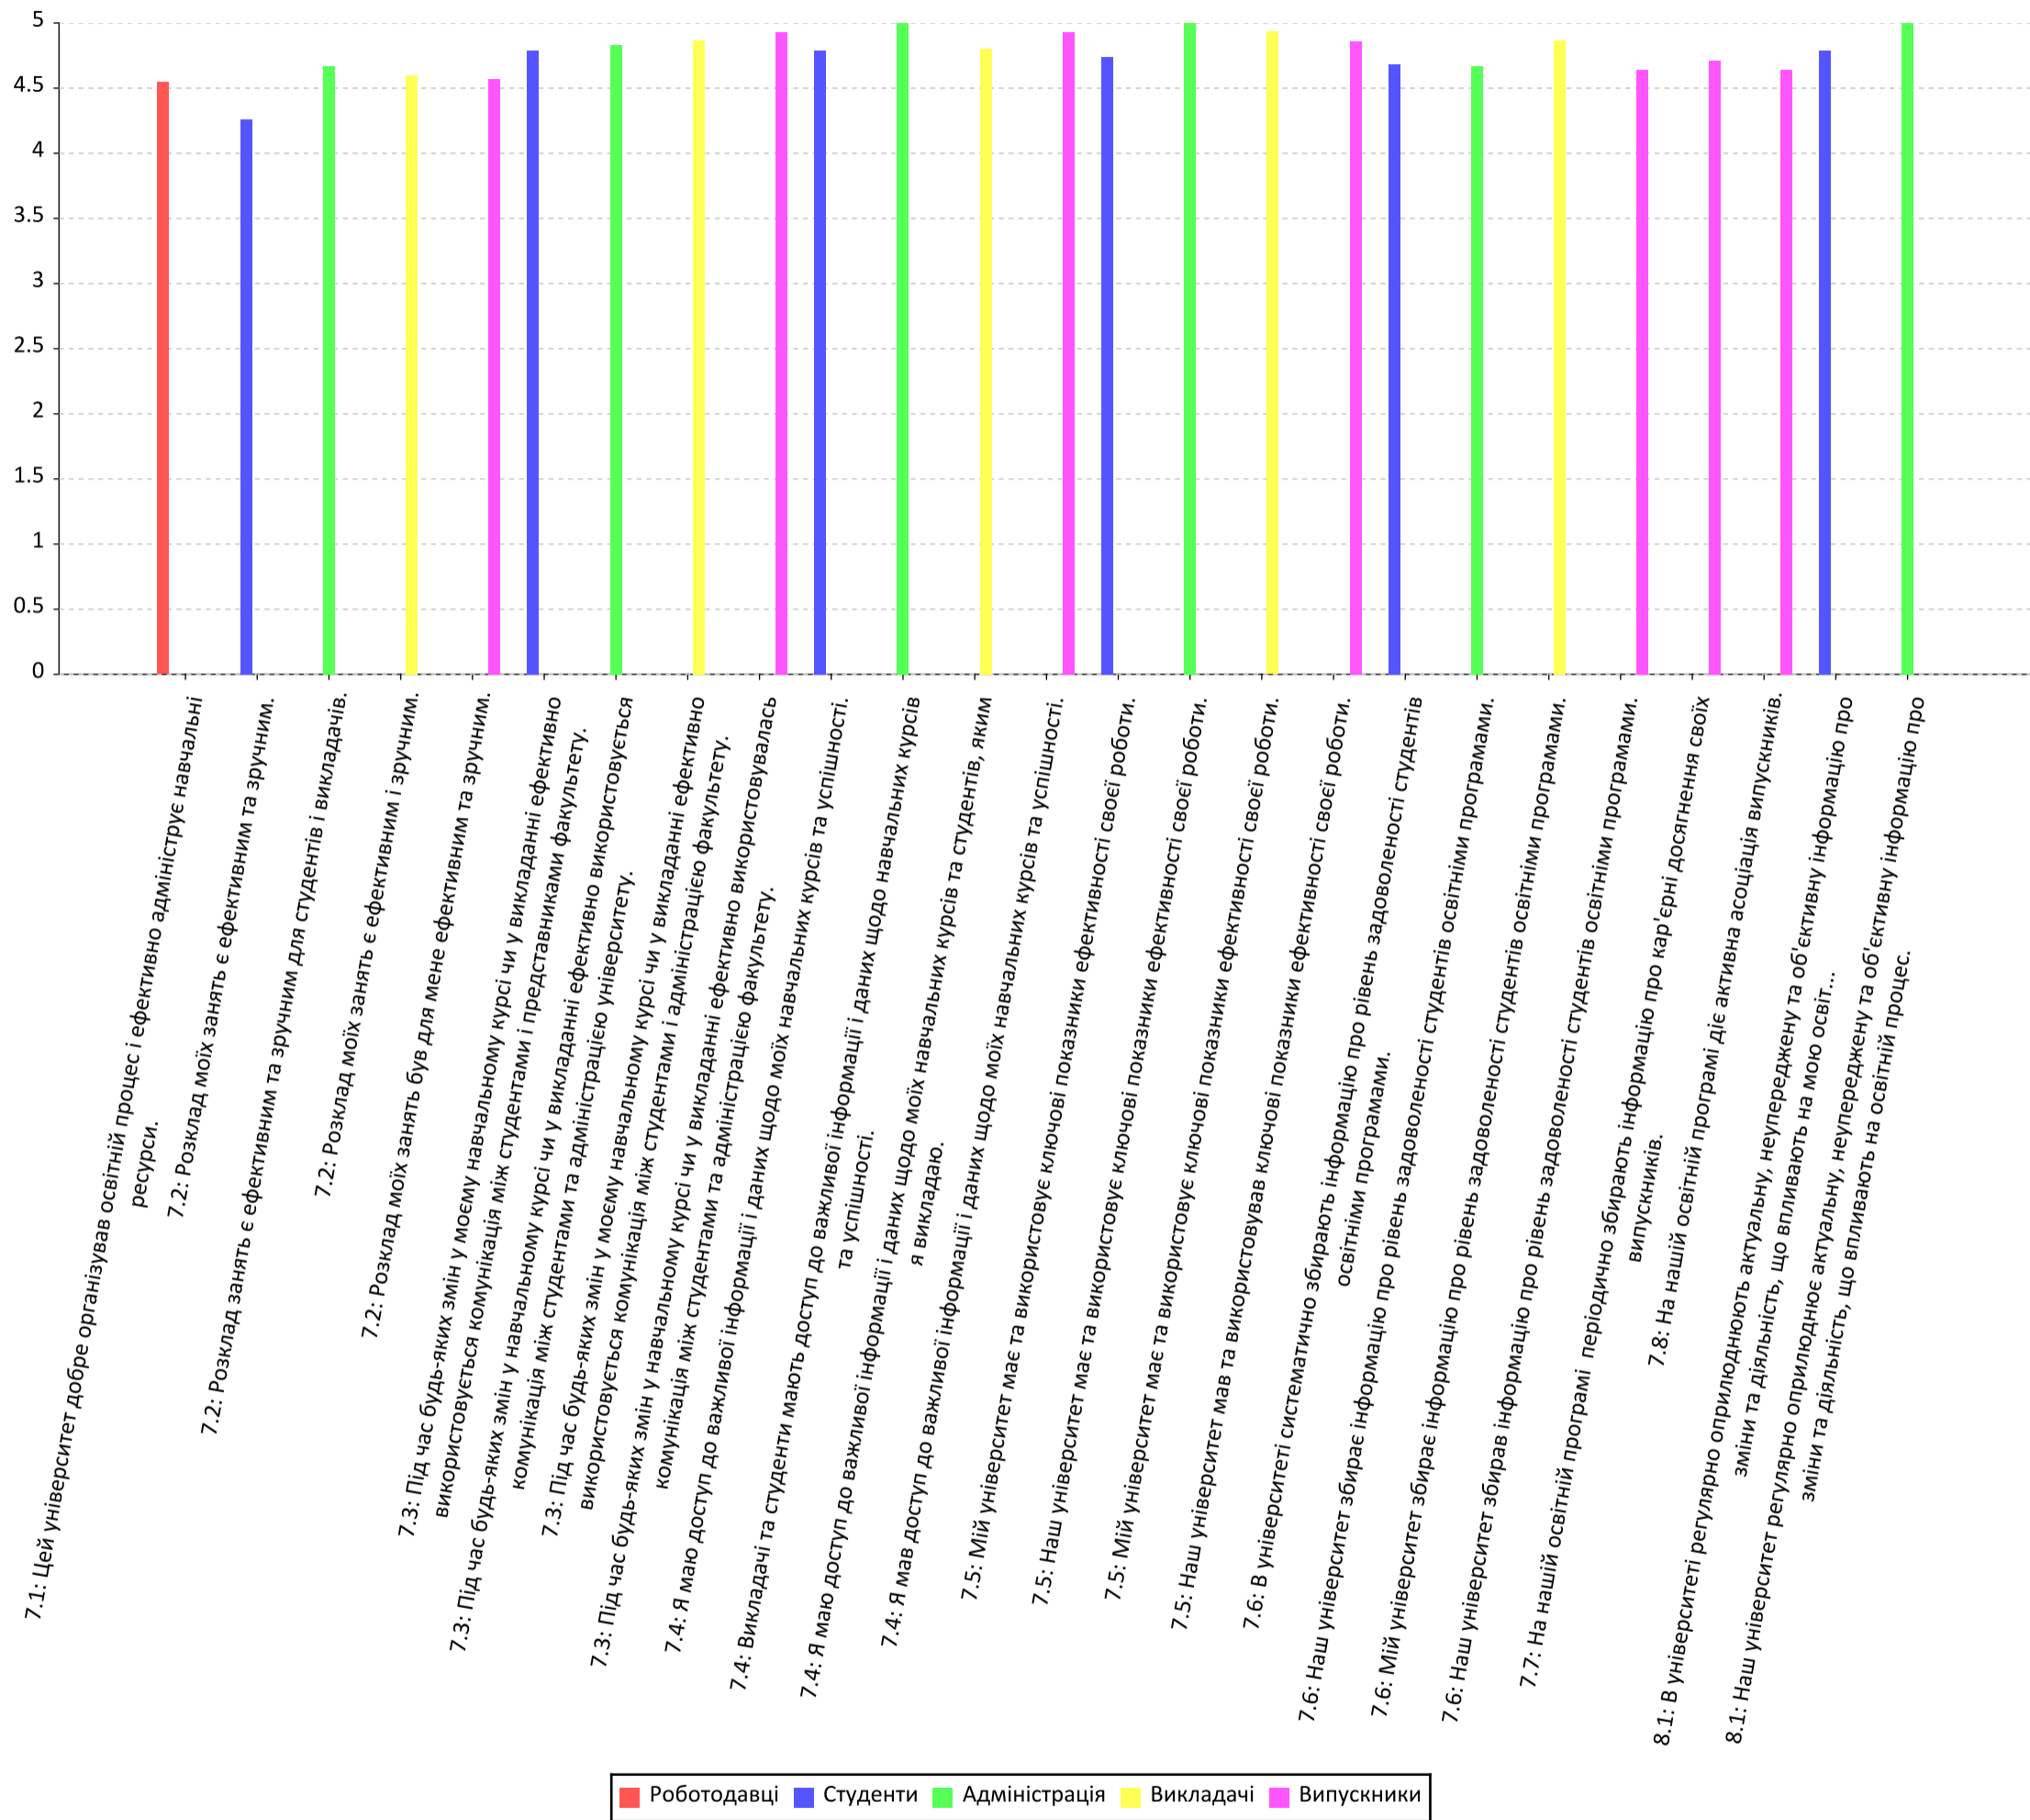 5
4.5
4
3.5
3
2.5
2
1.5
1
0.5
0
7.1: Цей університет добре організував освітній процес і ефективно адмініструє навчальні
ресурси.
7.2: Розклад моїх занять є ефективним та зручним.
7.2: Розклад занять є ефективним та зручним для студентів і викладачів.
7.2: Розклад моїх занять є ефективним і зручним.
7.2: Розклад моїх занять був для мене ефективним та зручним.
7.3: Під час будь-яких змін у моєму навчальному курсі чи у викладанні ефективно
використовується комунікація між студентами і представниками факультету.
7.3: Під час будь-яких змін у навчальному курсі чи у викладанні ефективно використовується
комунікація між студентами та адміністрацією університету.
7.3: Під час будь-яких змін у моєму навчальному курсі чи у викладанні ефективно
використовується комунікація між студентами і адміністрацією факультету.
7.3: Під час будь-яких змін у навчальному курсі чи у викладанні ефективно використовувалась
комунікація між студентами та адміністрацією факультету.
7.4: Я маю доступ до важливої інформації і даних щодо моїх навчальних курсів та успішності.
7.4: Викладачі та студенти мають доступ до важливої інформації і даних щодо навчальних курсів
та успішності.
7.4: Я маю доступ до важливої інформації і даних щодо моїх навчальних курсів та студентів, яким
я викладаю.
7.4: Я мав доступ до важливої інформації і даних щодо моїх навчальних курсів та успішності.
7.5: Мій університет має та використовує ключові показники ефективності своєї роботи.
7.5: Наш університет має та використовує ключові показники ефективності своєї роботи.
7.5: Мій університет має та використовує ключові показники ефективності своєї роботи.
7.5: Наш університет мав та використовував ключові показники ефективності своєї роботи.
7.6: В університеті систематично збирають інформацію про рівень задоволеності студентів
освітніми програмами.
7.6: Наш університет збирає інформацію про рівень задоволеності студентів освітніми програмами.
7.6: Мій університет збирає інформацію про рівень задоволеності студентів освітніми програмами.
7.6: Наш університет збирав інформацію про рівень задоволеності студентів освітніми програмами.
7.7: На нашій освітній програмі періодично збирають інформацію про кар'єрні досягнення своїх
випускників.
7.8: На нашій освітній програмі діє активна асоціація випускників.
8.1: В університеті регулярно оприлюднюють актуальну, неупереджену та об'єктивну інформацію про
зміни та діяльність, що впливають на мою освіт...
8.1: Наш університет регулярно оприлюднює актуальну, неупереджену та об'єктивну інформацію про
зміни та діяльність, що впливають на освітній процес.
Роботодавці Студенти Адміністрація Викладачі Випускники